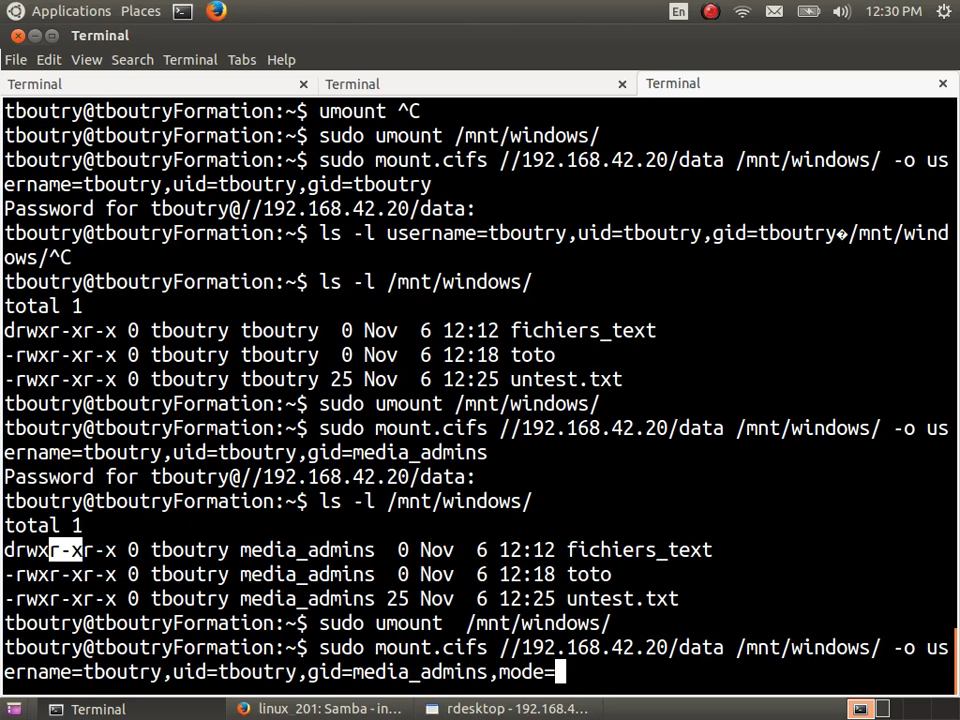 Applications Places En 12:30 PM
Terminal
File Edit View Search Terminal Tabs Help
Terminal Terminal Terminal
tboutry@tboutryFormation:~$ umount ^C
tboutry@tboutryFormation:~$ sudo umount /mnt/windows/
tboutry@tboutryFormation:~$ sudo mount.cifs //192.168.42.20/data /mnt/windows/ -o us
ername=tboutry,uid=tboutry,gid=tboutry
Password for tboutry@//192.168.42.20/data:
tboutry@tboutryFormation:~$ ls -l username=tboutry,uid=tboutry,gid=tboutry�/mnt/wind
ows/^C
tboutry@tboutryFormation:~$ ls -l /mnt/windows/
total 1
drwxr-xr-x 0 tboutry tboutry  0 Nov  6 12:12 fichiers_text
-rwxr-xr-x 0 tboutry tboutry  0 Nov  6 12:18 toto
-rwxr-xr-x 0 tboutry tboutry 25 Nov  6 12:25 untest.txt
tboutry@tboutryFormation:~$ sudo umount /mnt/windows/
tboutry@tboutryFormation:~$ sudo mount.cifs //192.168.42.20/data /mnt/windows/ -o us
ername=tboutry,uid=tboutry,gid=media_admins
Password for tboutry@//192.168.42.20/data:
tboutry@tboutryFormation:~$ ls -l /mnt/windows/
total 1
drwxr-xr-x 0 tboutry media_admins  0 Nov  6 12:12 fichiers_text
-rwxr-xr-x 0 tboutry media_admins  0 Nov  6 12:18 toto
-rwxr-xr-x 0 tboutry media_admins 25 Nov  6 12:25 untest.txt
tboutry@tboutryFormation:~$ sudo umount  /mnt/windows/
tboutry@tboutryFormation:~$ sudo mount.cifs //192.168.42.20/data /mnt/windows/ -o us
ername=tboutry,uid=tboutry,gid=media_admins,mode=
Terminal linux_201: Samba - in... rdesktop - 192.168.4...